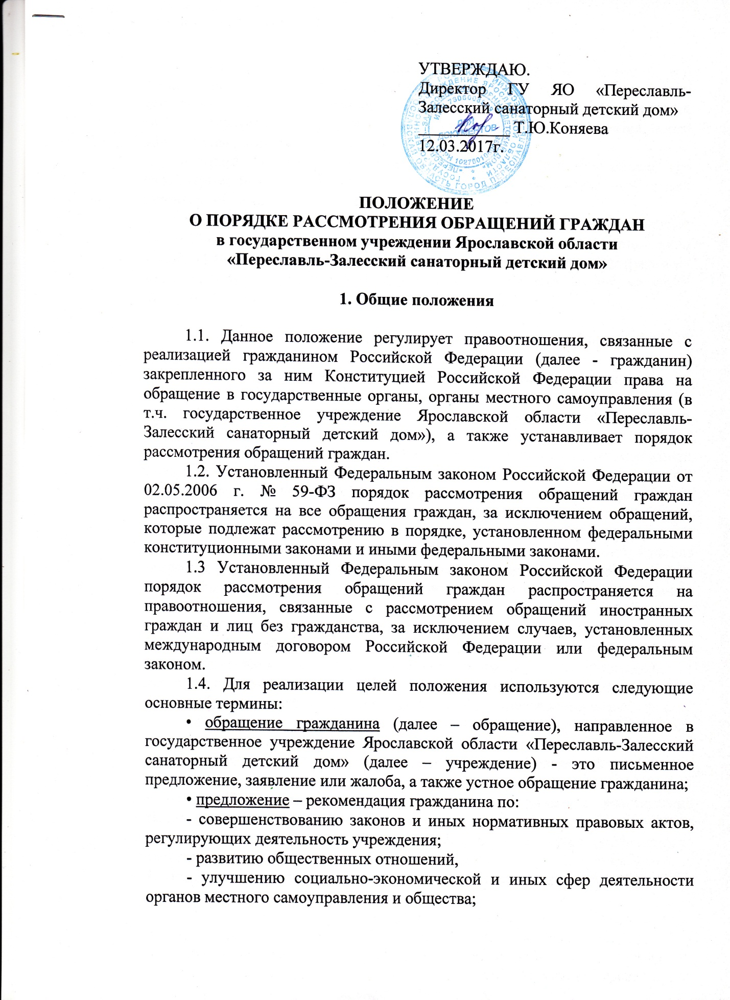 УТВЕРЖДАЮ.
Директор ГУ ЯО «Переславль-
Залесский санаторный детский дом»
Т.Ю.Коняева
12.03.2017г.
ПОЛОЖЕНИЕ
О ПОРЯДКЕ РАССМОТРЕНИЯ ОБРАЩЕНИЙ ГРАЖДАН
в государственном учреждении Ярославской области
«Переславль-Залесский санаторный детский дом»
1. Общие положения
1.1. Данное положение регулирует правоотношения, связанные с
реализацией гражданином Российской Федерации (далее - гражданин)
закрепленного за ним Конституцией Российской Федерации права на
обращение в государственные органы, органы местного самоуправления (в
т.ч. государственное учреждение Ярославской области «Переславль-
Залесский санаторный детский дом»), а также устанавливает порядок
рассмотрения обращений граждан.
1.2. Установленный Федеральным законом Российской Федерации от
02.05.2006 г. № 59-ФЗ порядок рассмотрения обращений граждан
распространяется на все обращения граждан, за исключением обращений,
которые подлежат рассмотрению в порядке, установленном федеральными
конституционными законами и иными федеральными законами.
1.3 Установленный Федеральным законом Российской Федерации
порядок рассмотрения обращений граждан распространяется на
правоотношения, связанные с рассмотрением обращений иностранных
граждан и лиц без гражданства, за исключением случаев, установленных
международным договором Российской Федерации или федеральным
законом.
1.4. Для реализации целей положения используются следующие
основные термины:
• обращение гражданина (далее – обращение), направленное в
государственное учреждение Ярославской области «Переславль-Залесский
санаторный детский дом» (далее – учреждение) - это письменное
предложение, заявление или жалоба, а также устное обращение гражданина;
• предложение – рекомендация гражданина по:
- совершенствованию законов и иных нормативных правовых актов,
регулирующих деятельность учреждения;
- развитию общественных отношений,
- улучшению социально-экономической и иных сфер деятельности
органов местного самоуправления и общества;